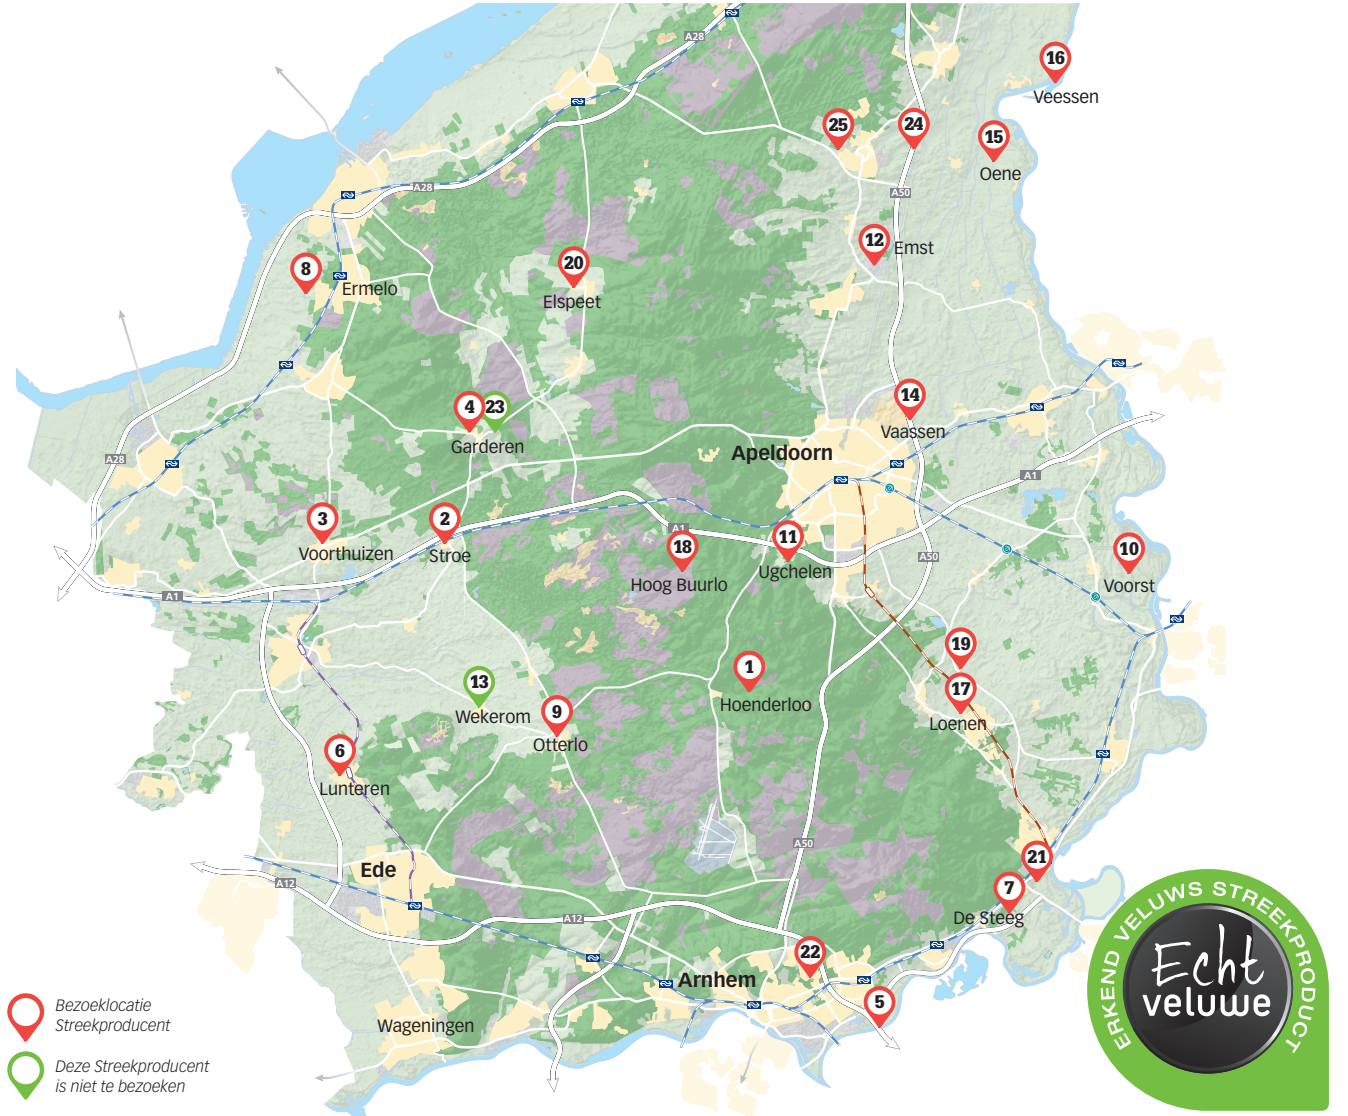 A28
16
Veessen
25
24
15
Oene
A28
A50
12
Emst
8
Ermelo
20
Elspeet
4
23
Garderen
14
Vaassen
Apeldoorn
A28
A1
3
Voorthuizen
2
Stroe
A1
18
Hoog Buurlo
11
Ugchelen
A50
10
Voorst
A1
19
13
Wekerom
9
Otterlo
1
Hoenderloo
17
Loenen
6
Lunteren
A50
21
Ede
A12
7
De Steeg
A12
22
Arnhem
5
Wageningen
Bezoeklocatie
Streekproducent
Deze Streekproducent
is niet te bezoeken
ERKEND VELUWS STREEKPRODUCT
Echt
veluwe